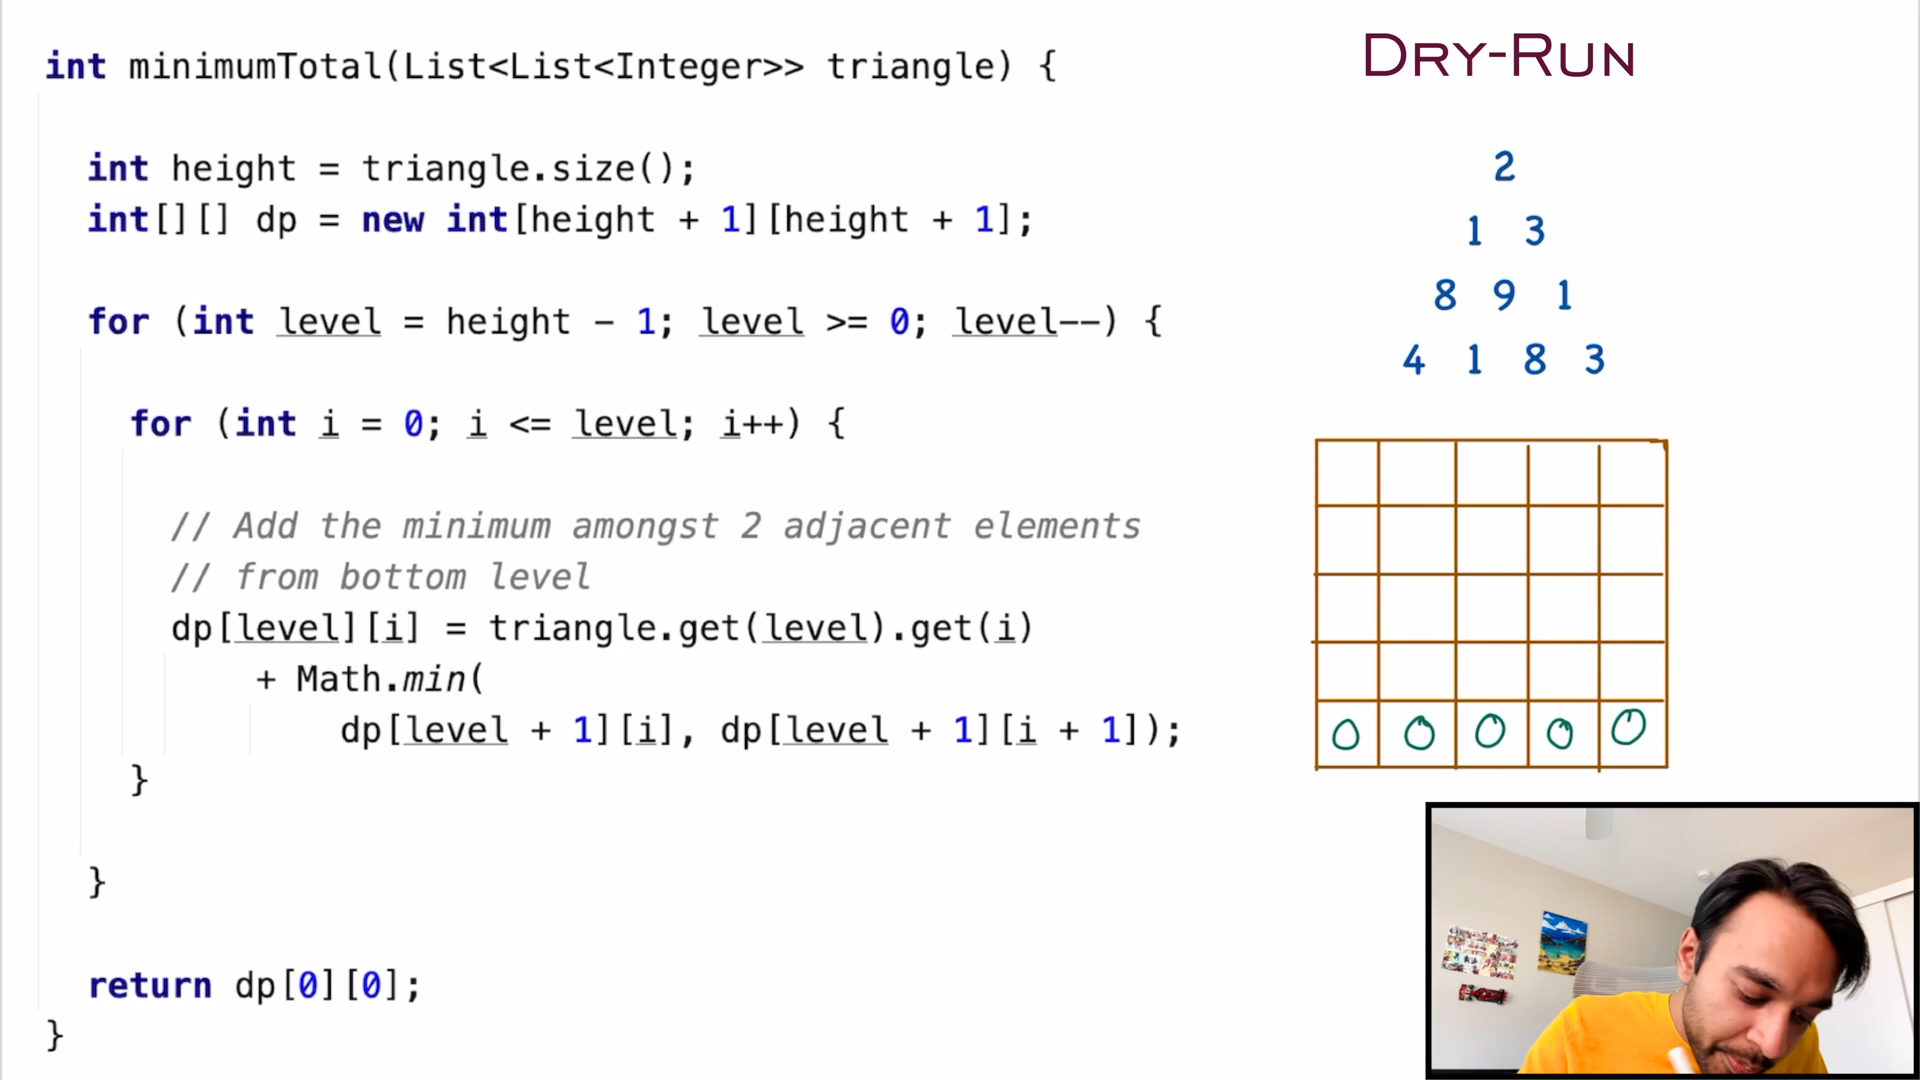 int minimumTotal(List<List<Integer>> triangle) {
int height = triangle.size();
int[][] dp = new int[height + 1][height + 1];
for (int level = height - 1; level >= 0; level--) {
for (int i = 0; i <= level; i++) {
// Add the minimum amongst 2 adjacent elements
// from bottom level
dp[level][i] = triangle.get(level).get(i)
+ Math.min(
dp[level + 1][i], dp[level + 1][i + 1]);
}
}
return dp[0][0];
}
DRY-RUN
2
1 3
8 9 1
4 1 8 3
0 0 0 0 0